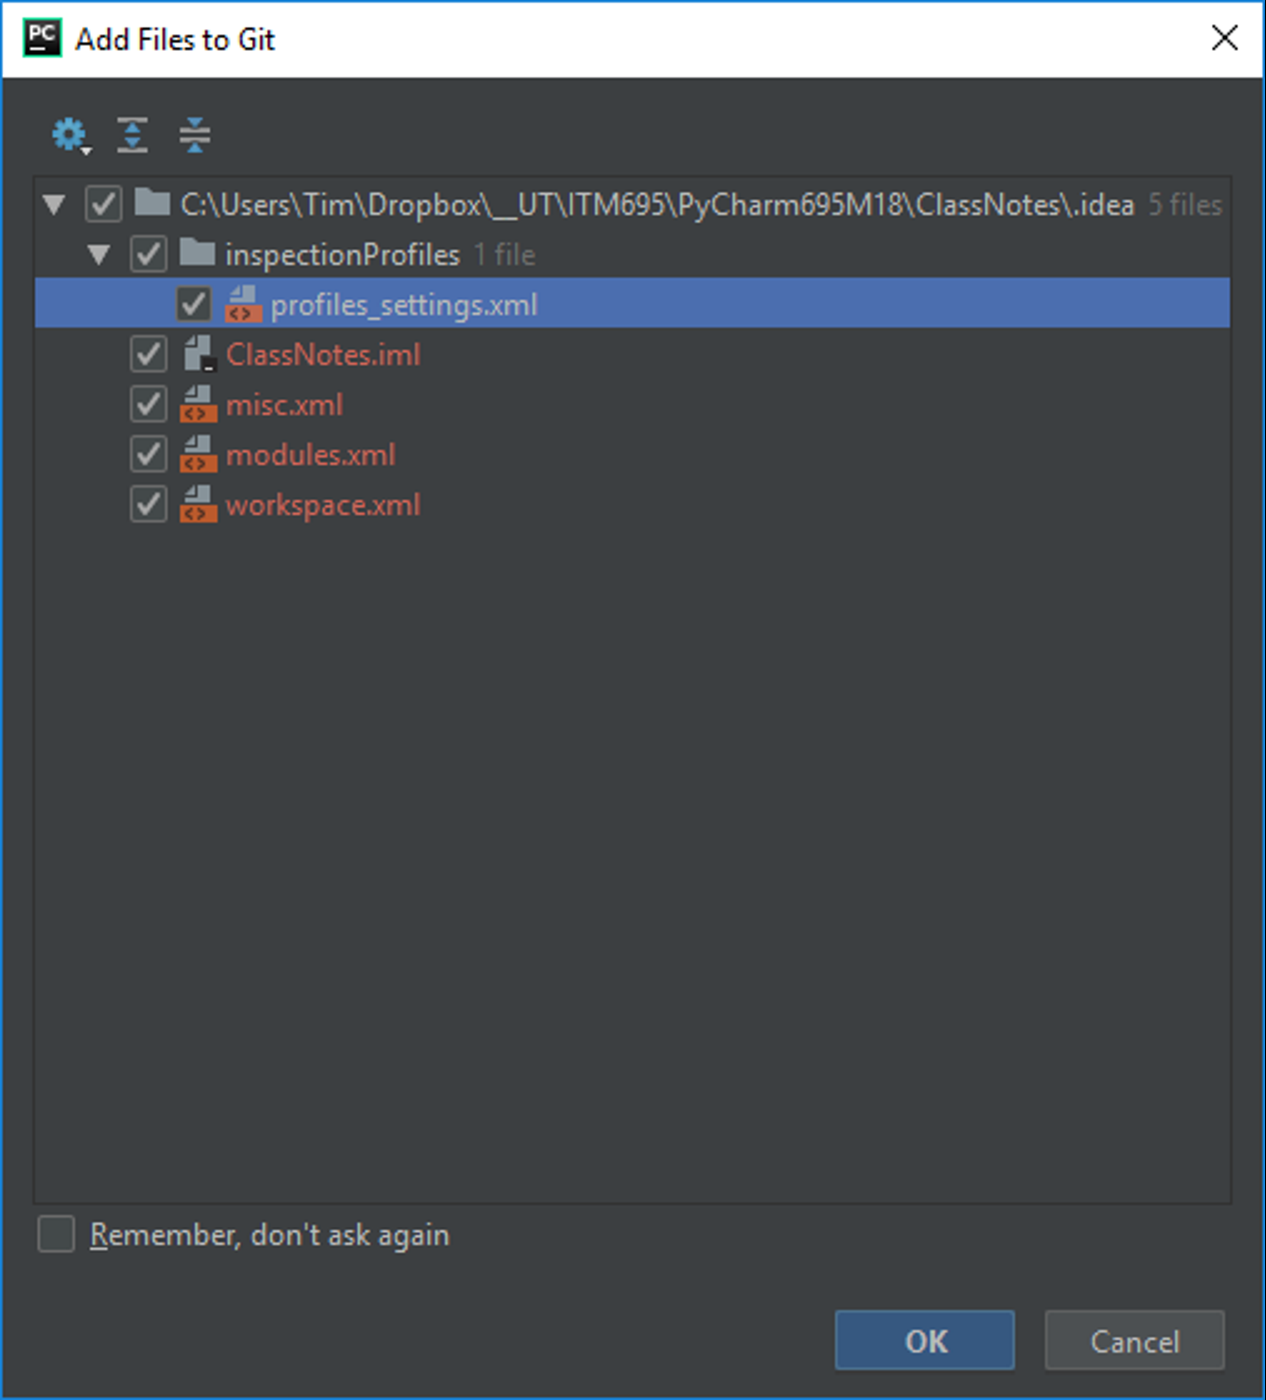 PC Add Files to Git
C:\Users\Tim\Dropbox\__UT\ITM695\PyCharm695M18\ClassNotes\.idea 5 files
inspectionProfiles 1 file
profiles_settings.xml
ClassNotes.iml
misc.xml
modules.xml
workspace.xml
Remember, don't ask again
OK Cancel